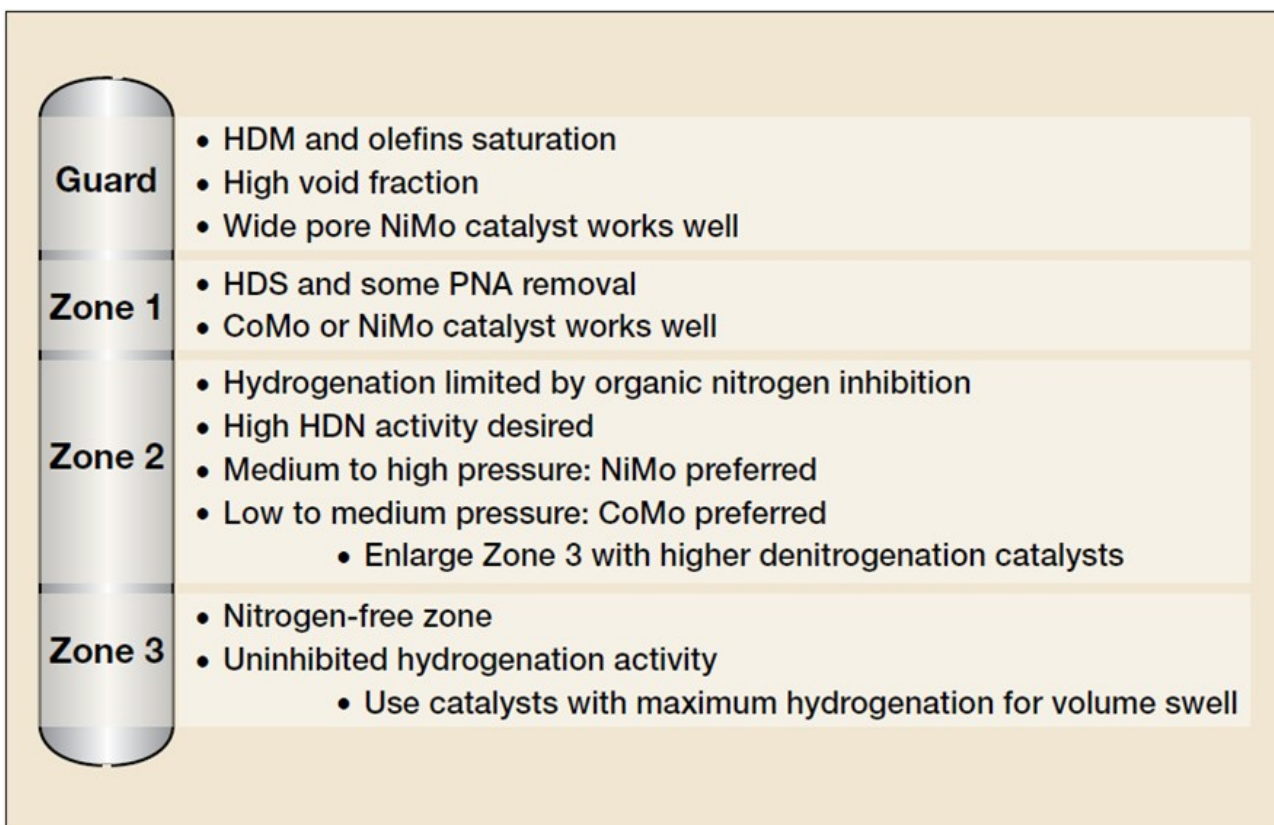 Guard
• HDM and olefins saturation
• High void fraction
• Wide pore NiMo catalyst works well
Zone 1
• HDS and some PNA removal
• CoMo or NiMo catalyst works well
Zone 2
• Hydrogenation limited by organic nitrogen inhibition
• High HDN activity desired
• Medium to high pressure: NiMo preferred
• Low to medium pressure: CoMo preferred
• Enlarge Zone 3 with higher denitrogenation catalysts
Zone 3
• Nitrogen-free zone
• Uninhibited hydrogenation activity
• Use catalysts with maximum hydrogenation for volume swell